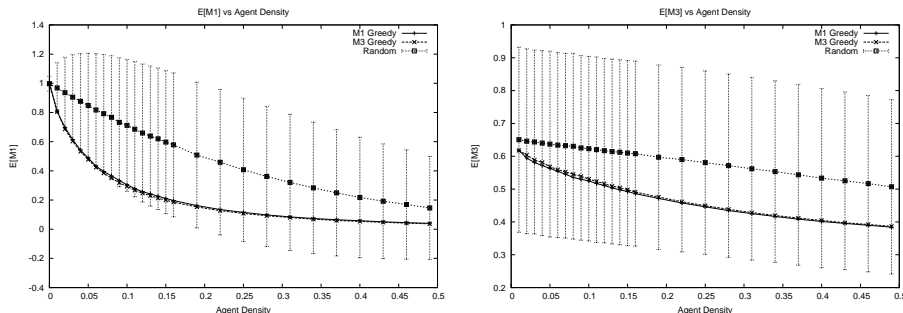 E[M1] vs Agent Density
M1 Greedy
M3 Greedy
Random
1.4
1.2
1
0.8
0.6
0.4
0.2
0
-0.2
-0.4
E[M1]
0 0.05 0.1 0.15 0.2 0.25 0.3 0.35 0.4 0.45 0.5
Agent Density
E[M3] vs Agent Density
M1 Greedy
M3 Greedy
Random
1
0.9
0.8
0.7
0.6
0.5
0.4
0.3
0.2
E[M3]
0 0.05 0.1 0.15 0.2 0.25 0.3 0.35 0.4 0.45 0.5
Agent Density